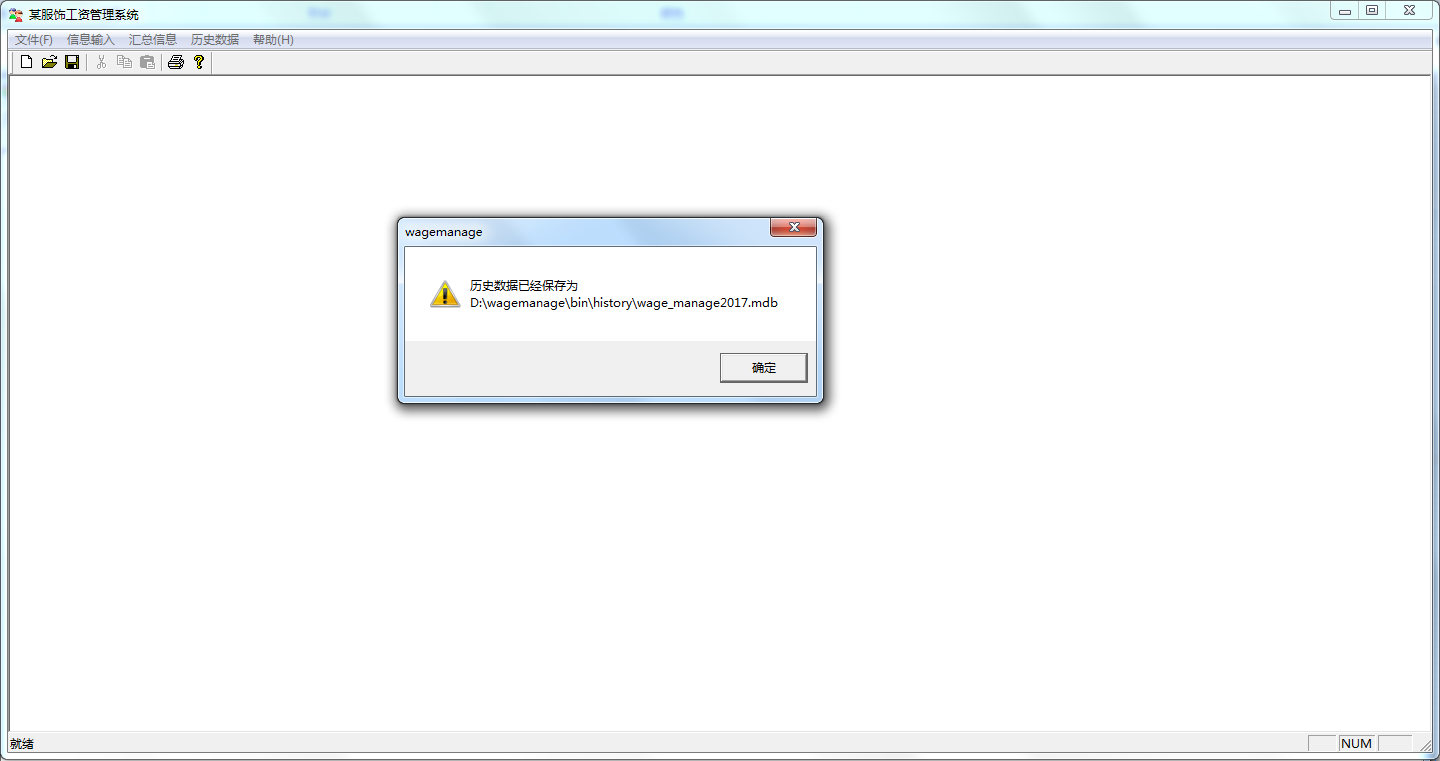 某服饰工资管理系统
文件(F) 信息输入 汇总信息 历史数据 帮助(H)
wagemanage
历史数据已经保存为
D:\wagemanage\bin\history\wage_manage2017.mdb
确定
就绪 NUM